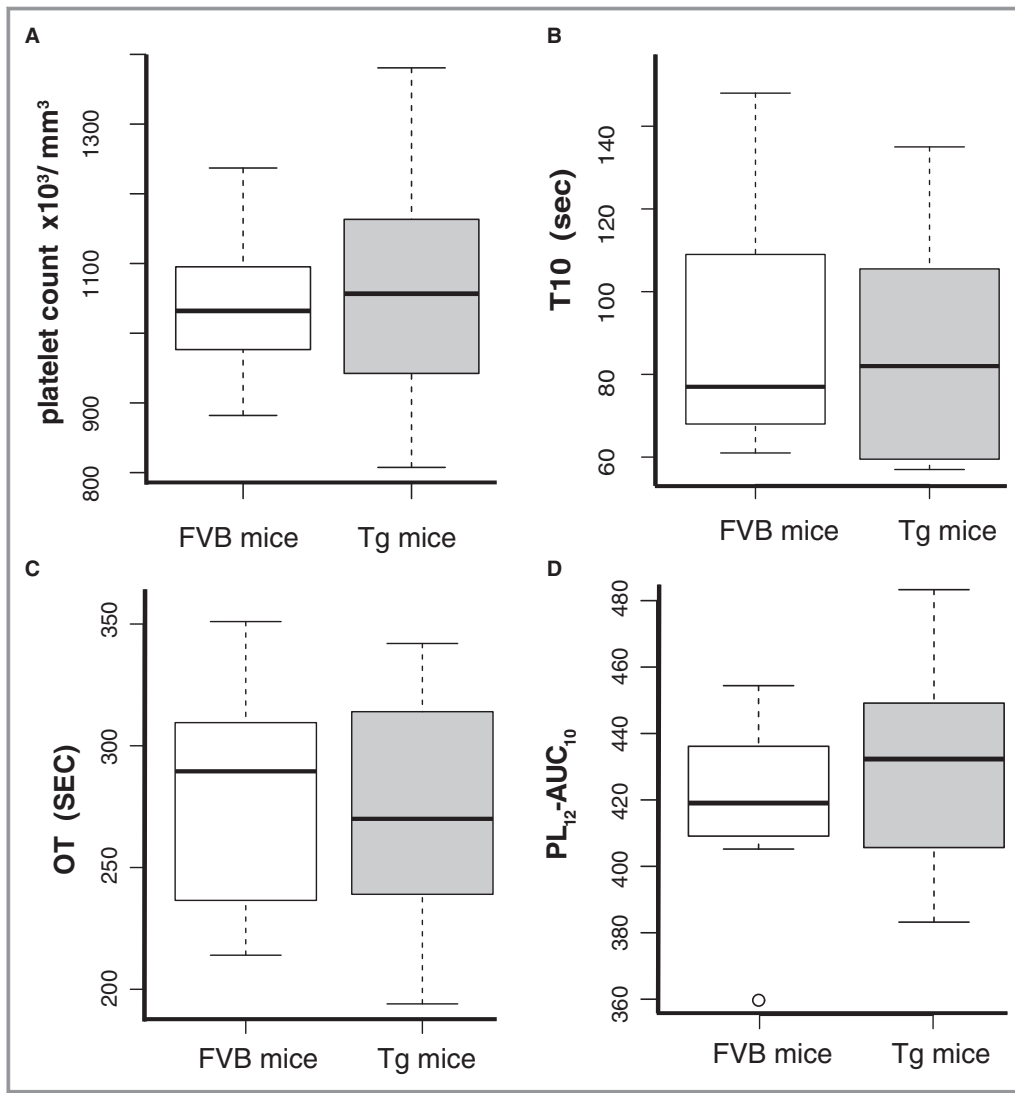 A
platelet count x10³/mm³
1300
1100
900
800
FVB mice
Tg mice
B
T10 (sec)
140
120
100
80
60
FVB mice
Tg mice
C
OT (SEC)
350
300
250
200
FVB mice
Tg mice
D
PL₁₂-AUC₁₀
480
460
440
420
400
380
360
FVB mice
Tg mice